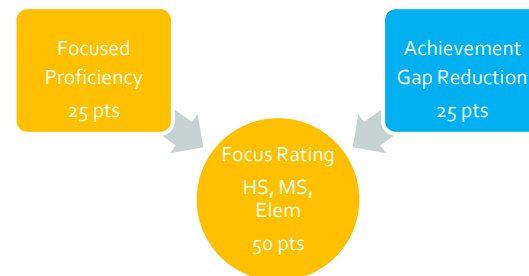 Focused
Proficiency
25 pts
Achievement
Gap Reduction
25 pts
Focus Rating
HS, MS,
Elem
50 pts